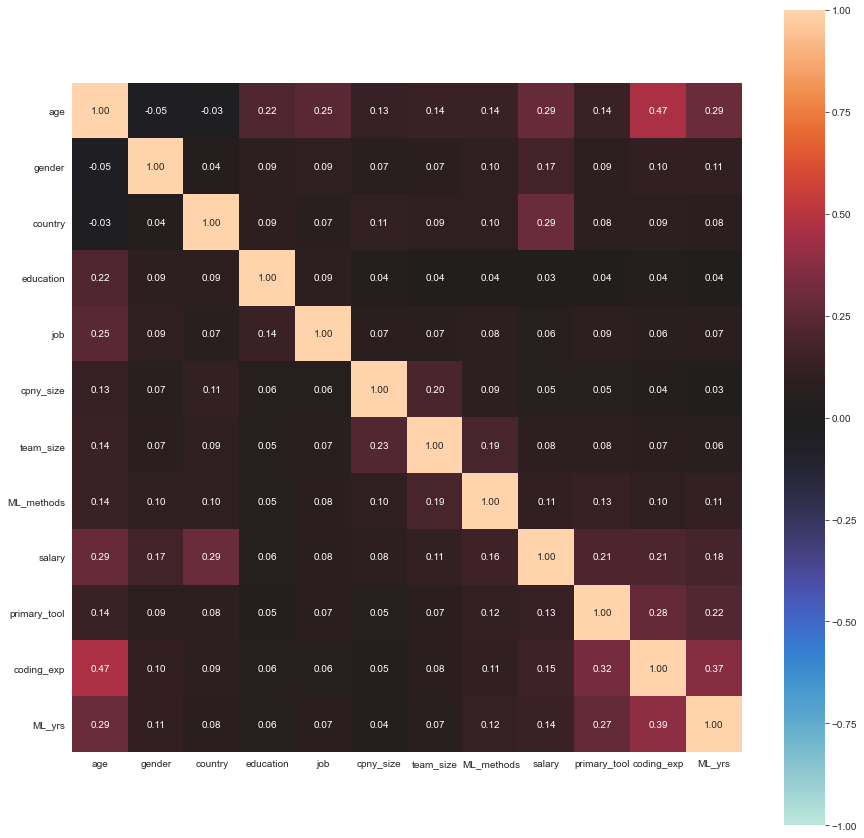 age 1.00 -0.05 -0.03 0.22 0.25 0.13 0.14 0.14 0.29 0.14 0.47 0.29
gender -0.05 1.00 0.04 0.09 0.09 0.07 0.07 0.10 0.17 0.09 0.10 0.11
country -0.03 0.04 1.00 0.09 0.07 0.11 0.09 0.10 0.29 0.08 0.09 0.08
education 0.22 0.09 0.09 1.00 0.09 0.04 0.04 0.04 0.03 0.04 0.04 0.04
job 0.25 0.09 0.07 0.14 1.00 0.07 0.07 0.08 0.06 0.09 0.06 0.07
cpny_size 0.13 0.07 0.11 0.06 0.06 1.00 0.20 0.09 0.05 0.05 0.04 0.03
team_size 0.14 0.07 0.09 0.05 0.07 0.23 1.00 0.19 0.08 0.08 0.07 0.06
ML_methods 0.14 0.10 0.10 0.05 0.08 0.10 0.19 1.00 0.11 0.13 0.10 0.11
salary 0.29 0.17 0.29 0.06 0.08 0.08 0.11 0.16 1.00 0.21 0.21 0.18
primary_tool 0.14 0.09 0.08 0.05 0.07 0.05 0.07 0.12 0.13 1.00 0.28 0.22
coding_exp 0.47 0.10 0.09 0.06 0.06 0.05 0.08 0.11 0.15 0.32 1.00 0.37
ML_yrs 0.29 0.11 0.08 0.06 0.07 0.04 0.07 0.12 0.14 0.27 0.39 1.00
age gender country education job cpny_size team_size ML_methods salary primary_tool coding_exp ML_yrs
1.00
0.75
0.50
0.25
0.00
−0.25
−0.50
−0.75
−1.00